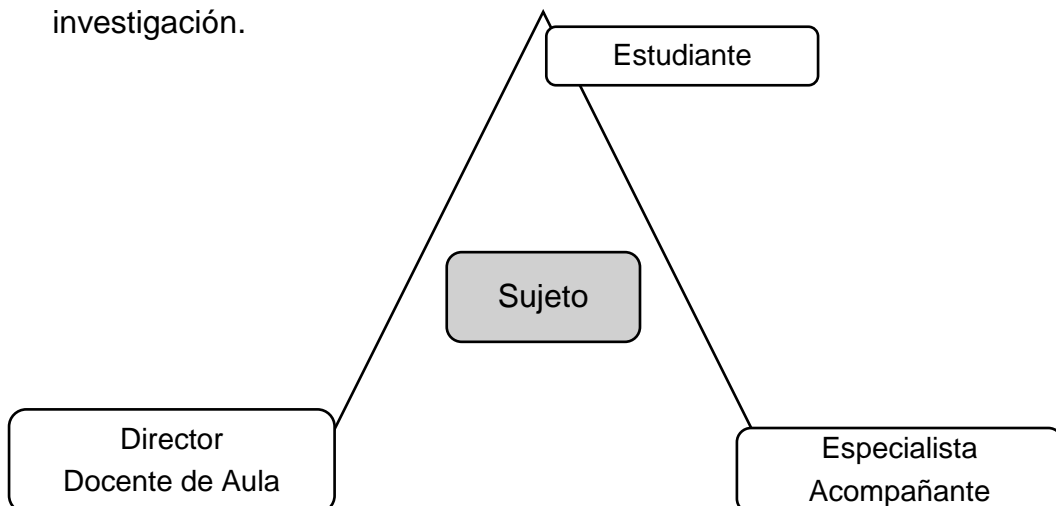 investigación.
Estudiante
Sujeto
Director
Docente de Aula
Especialista
Acompañante